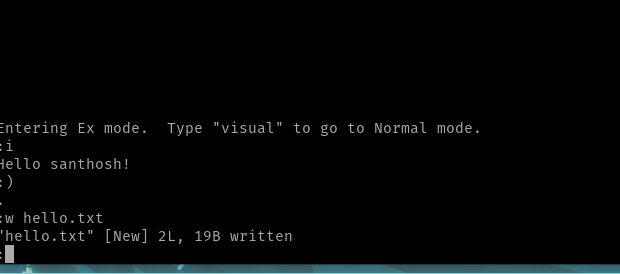 Entering Ex mode.  Type "visual" to go to Normal mode.
:i
Hello santhosh!
:)
.
:w hello.txt
"hello.txt" [New] 2L, 19B written
: